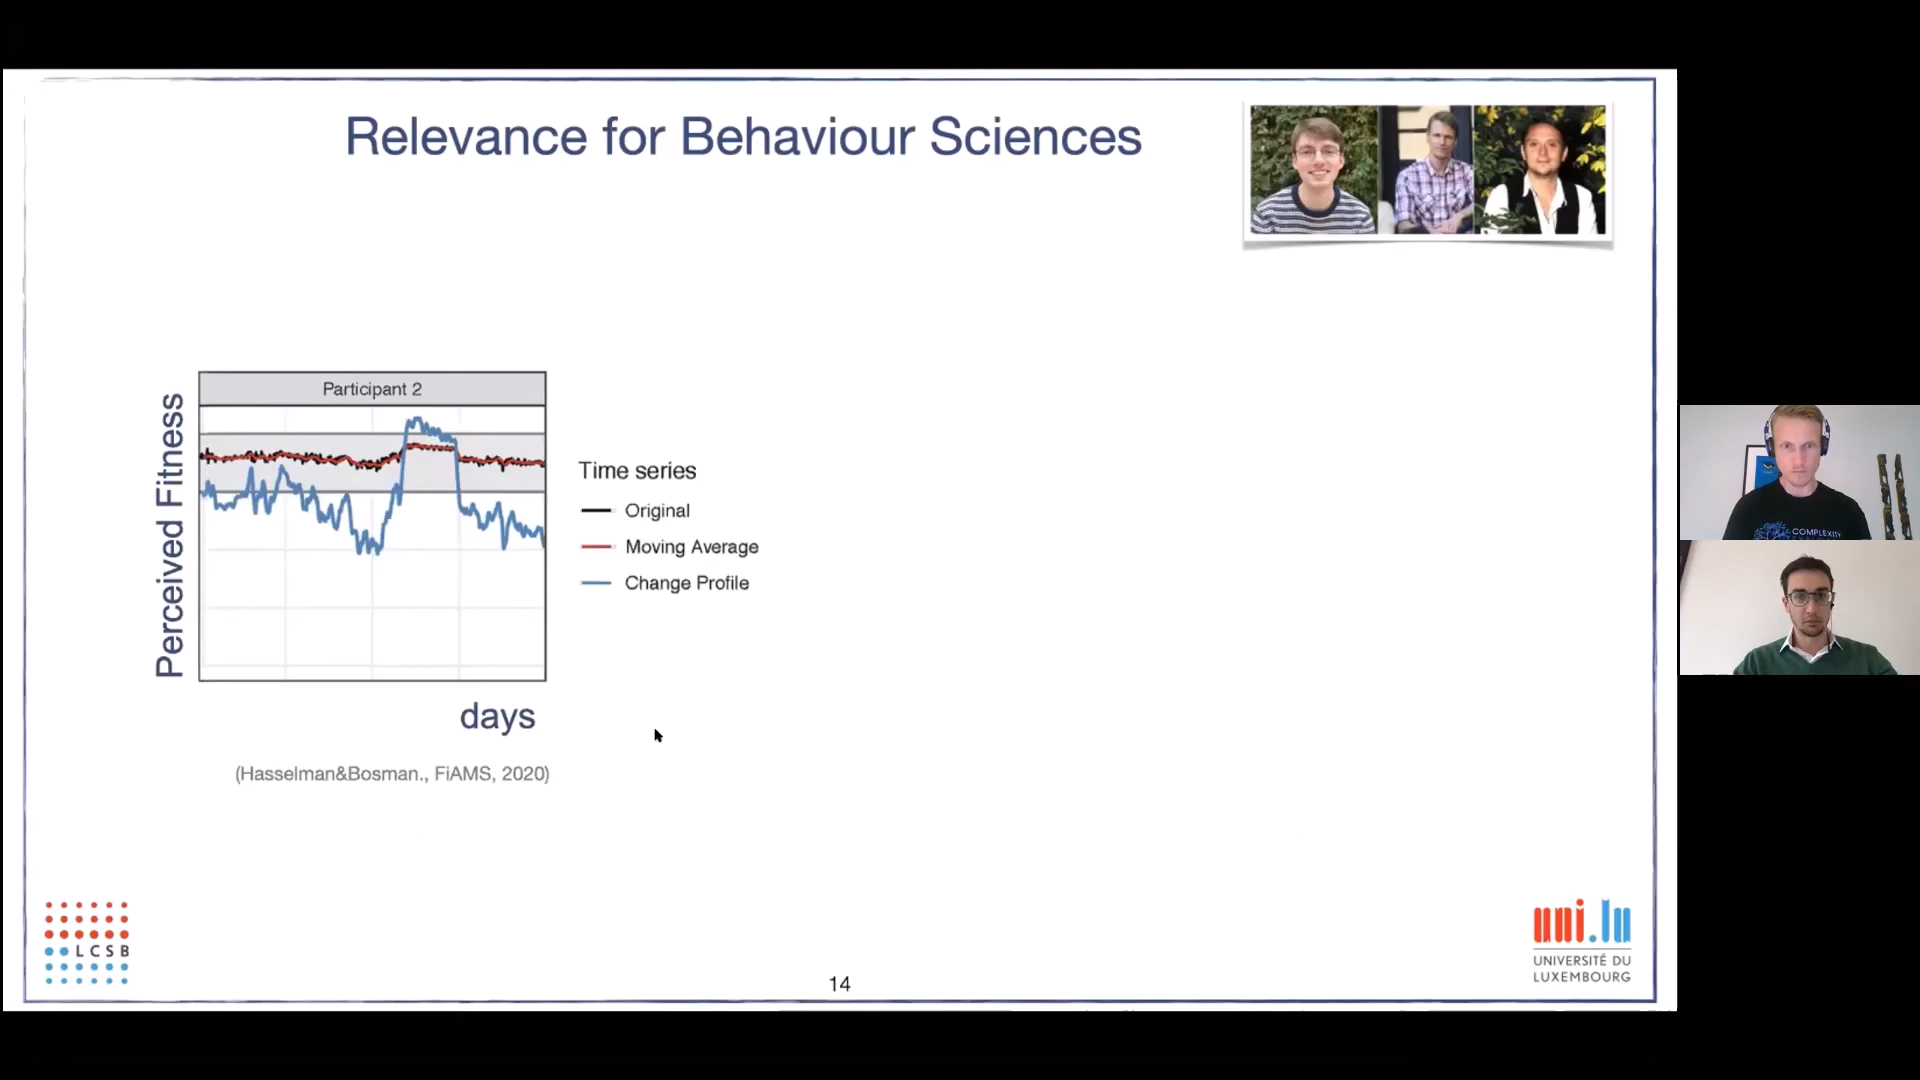 Relevance for Behaviour Sciences
Participant 2
Perceived Fitness
Time series
Original
Moving Average
Change Profile
days
(Hasselman&Bosman., FiAMS, 2020)
COMPLEXITY
LCSB
14
uni.lu
UNIVERSITÉ DU
LUXEMBOURG